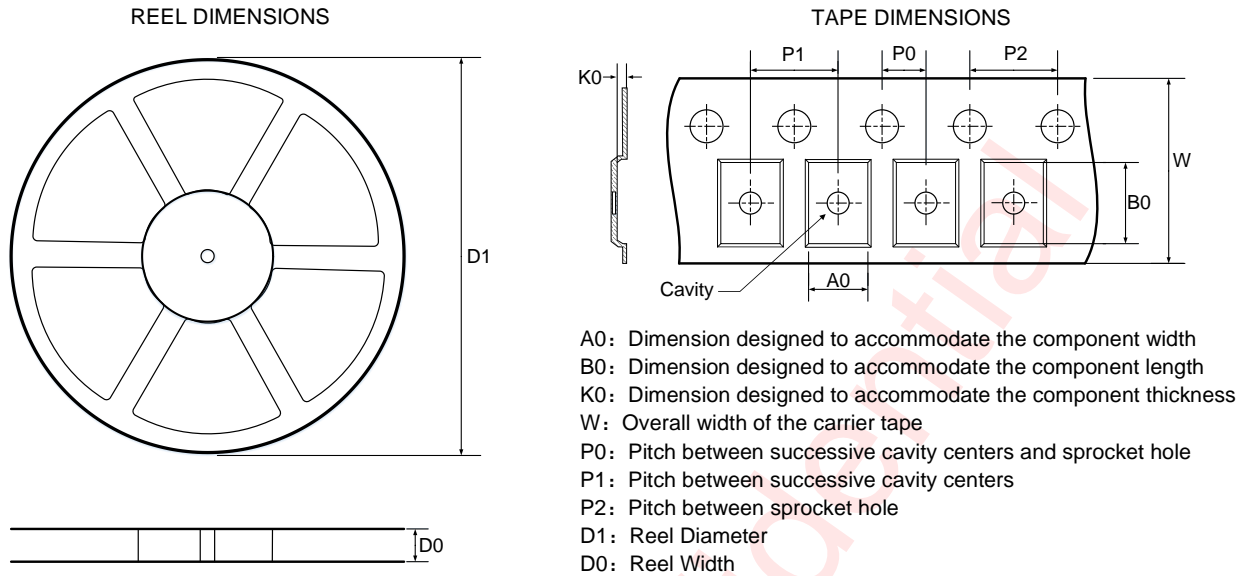 REEL DIMENSIONS
D1
D0
TAPE DIMENSIONS
P1
P0
P2
K0
W
B0
Cavity
A0
A0：Dimension designed to accommodate the component width
B0：Dimension designed to accommodate the component length
K0：Dimension designed to accommodate the component thickness
W：Overall width of the carrier tape
P0：Pitch between successive cavity centers and sprocket hole
P1：Pitch between successive cavity centers
P2：Pitch between sprocket hole
D1：Reel Diameter
D0：Reel Width
idential